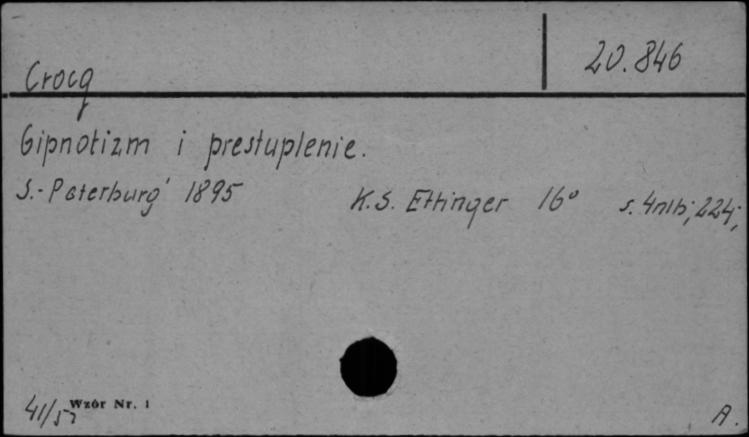 Crocq
20.846
Gipnotizm i prestuplenie.
S.-Peterburg' 1895 K.S. Ettinger 16° s. 4nlb; 224;
41/57 Wzór Nr. 1
A.